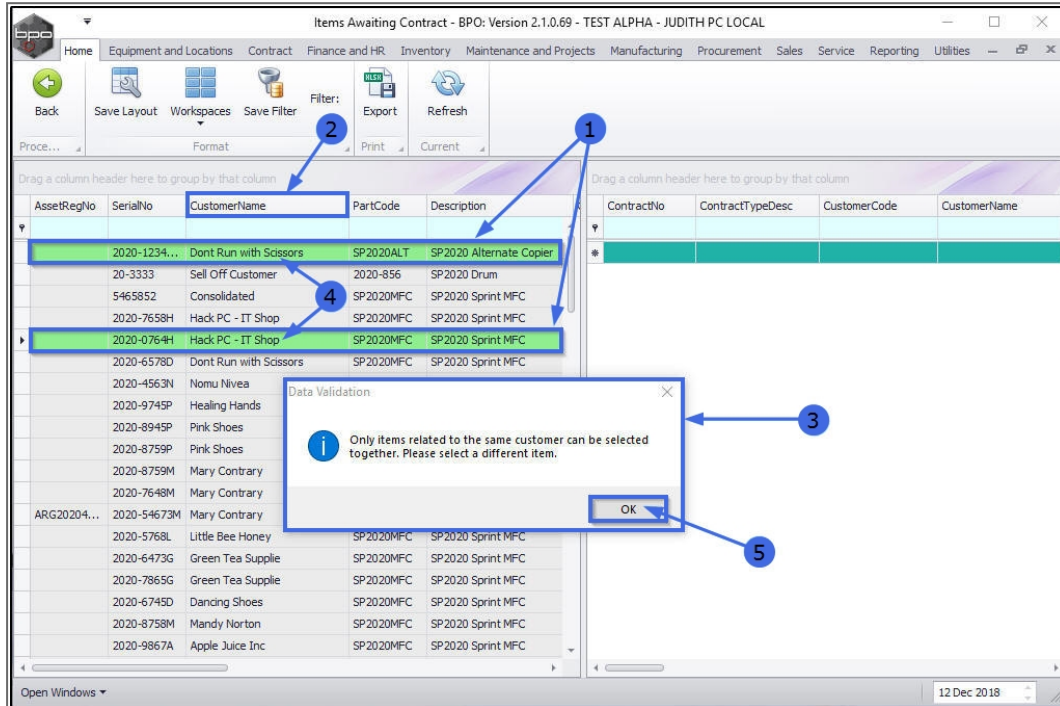 Items Awaiting Contract - BPO: Version 2.1.0.69 - TEST ALPHA - JUDITH PC LOCAL
bpo
Home Equipment and Locations Contract Finance and HR Inventory Maintenance and Projects Manufacturing Procurement Sales Service Reporting Utilities
XLSX
Back Save Layout Workspaces Save Filter Filter: Export Refresh
Proce... Format Print Current
2
1
Drag a column header here to group by that column Drag a column header here to group by that column
AssetRegNo SerialNo CustomerName PartCode Description ContractNo ContractTypeDesc CustomerCode CustomerName
2020-1234... Dont Run with Scissors SP2020ALT SP2020 Alternate Copier
20-3333 Sell Off Customer 2020-856 SP2020 Drum
5465852 Consolidated SP2020MFC SP2020 Sprint MFC
4
2020-7658H Hack PC - IT Shop SP2020MFC SP2020 Sprint MFC
2020-0764H Hack PC - IT Shop SP2020MFC SP2020 Sprint MFC
2020-6578D Dont Run with Scissors SP2020MFC SP2020 Sprint MFC
2020-4563N Nomu Nivea
2020-9745P Healing Hands
2020-8945P Pink Shoes
2020-8759P Pink Shoes
2020-8759M Mary Contrary
2020-7648M Mary Contrary
ARG20204... 2020-54673M Mary Contrary
Data Validation
Only items related to the same customer can be selected
together. Please select a different item.
OK
3
5
2020-5768L Little Bee Honey SP2020MFC SP2020 Sprint MFC
2020-6473G Green Tea Supplie SP2020MFC SP2020 Sprint MFC
2020-7865G Green Tea Supplie SP2020MFC SP2020 Sprint MFC
2020-6745D Dancing Shoes SP2020MFC SP2020 Sprint MFC
2020-8758M Mandy Norton SP2020MFC SP2020 Sprint MFC
2020-9867A Apple Juice Inc SP2020MFC SP2020 Sprint MFC
Open Windows 12 Dec 2018